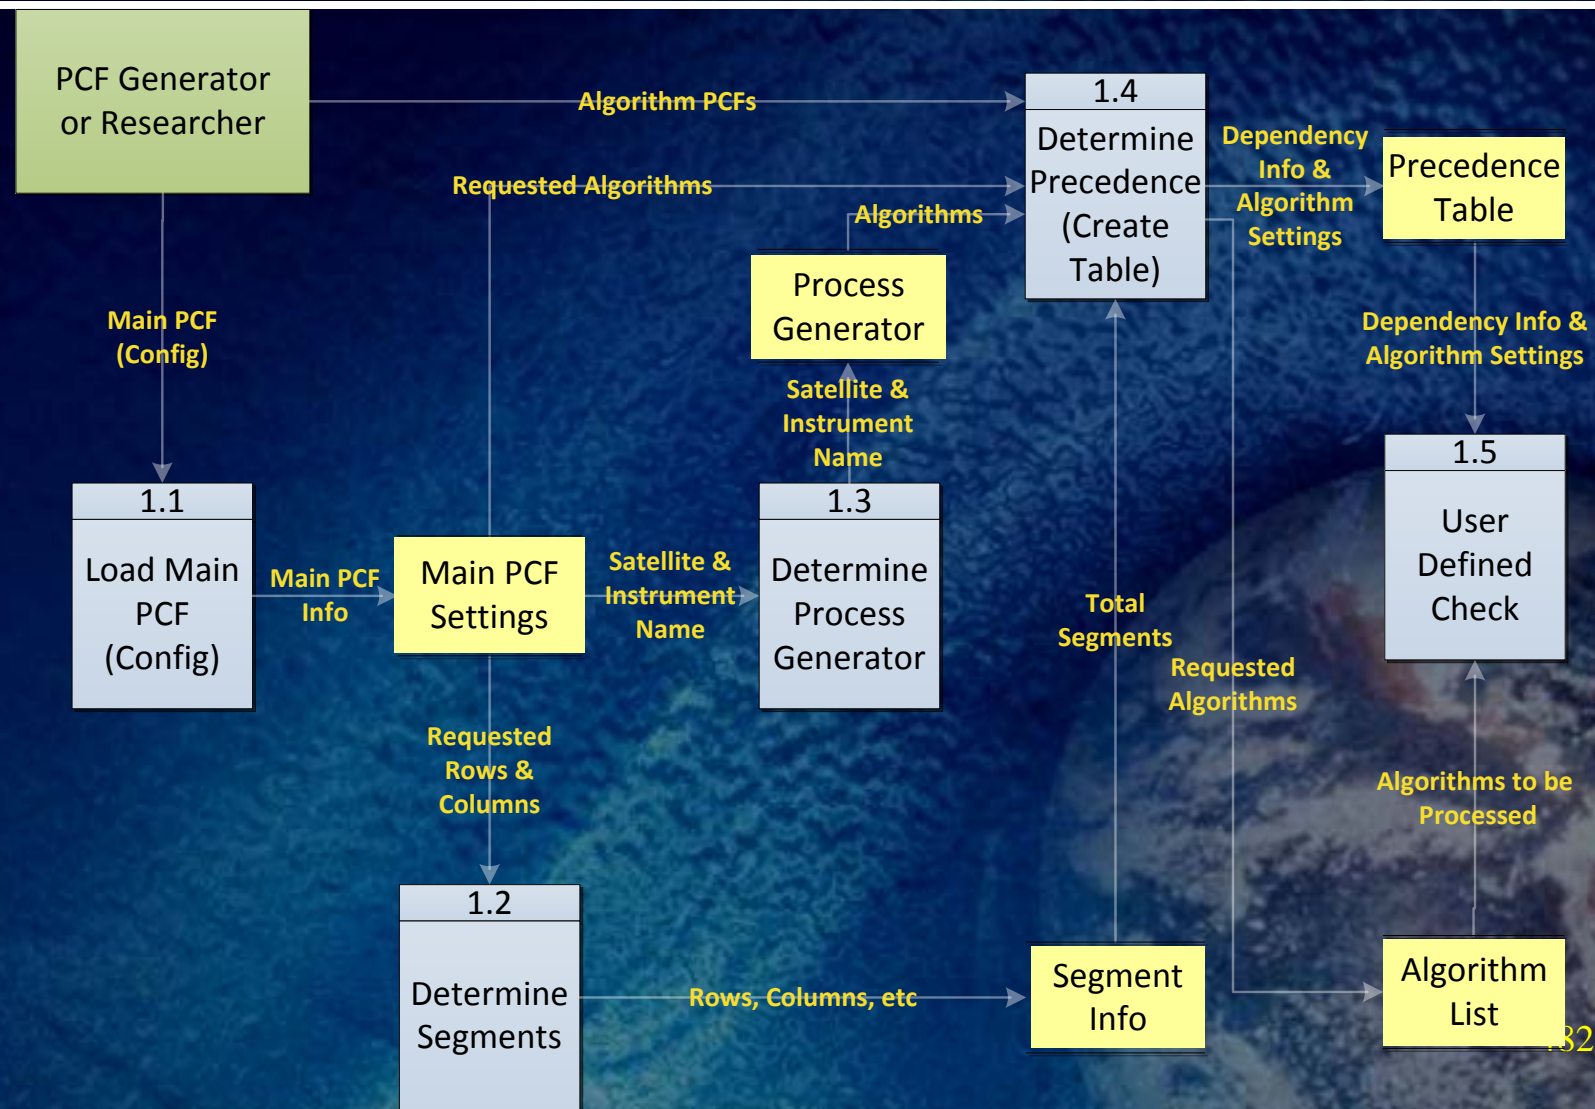 PCF Generator
or Researcher
Algorithm PCFs
1.4
Determine
Precedence
(Create
Table)
Dependency
Info &
Algorithm
Settings
Precedence
Table
Requested Algorithms
Algorithms
Process
Generator
Main PCF
(Config)
Dependency Info &
Algorithm Settings
Satellite &
Instrument
Name
1.1
Load Main
PCF
(Config)
Main PCF
Info
Main PCF
Settings
Satellite &
Instrument
Name
1.3
Determine
Process
Generator
1.5
User
Defined
Check
Total
Segments
Requested
Algorithms
Requested
Rows &
Columns
Algorithms to be
Processed
1.2
Determine
Segments
Rows, Columns, etc
Segment
Info
Algorithm
List